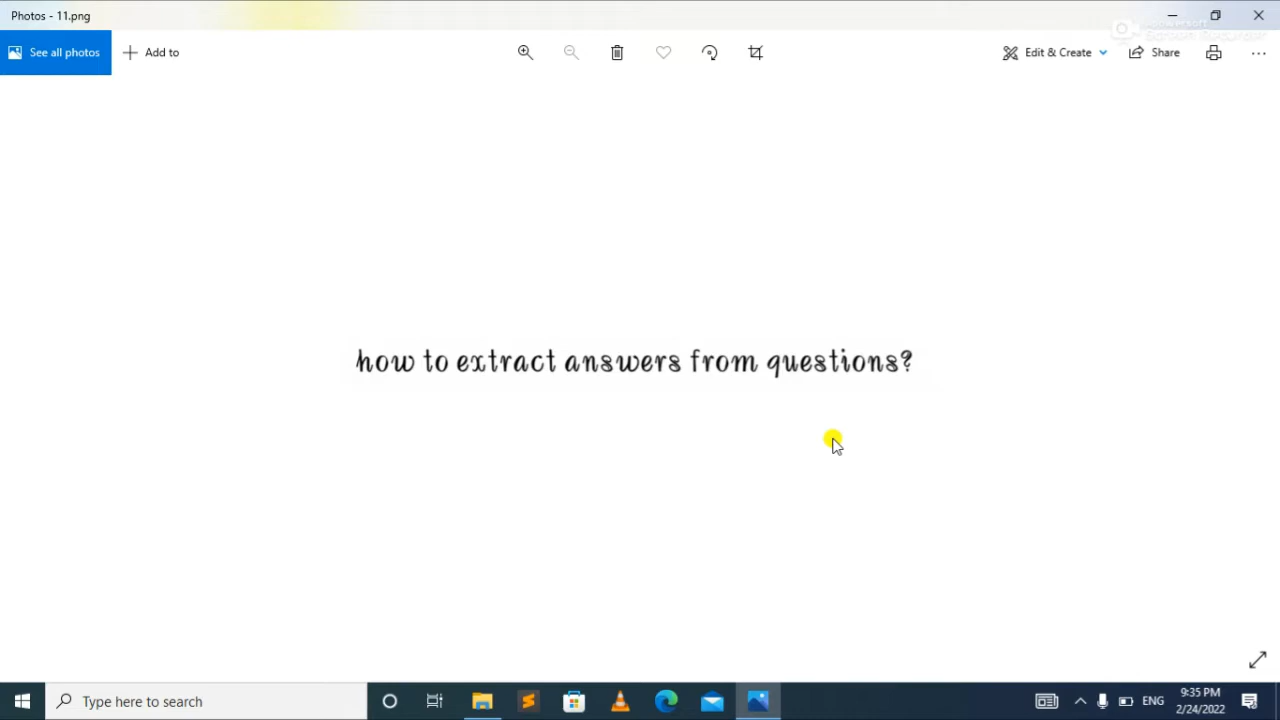 Photos - 11.png
See all photos
Add to
Edit & Create
Share
how to extract answers from questions?
Type here to search
ENG
9:35 PM
2/24/2022